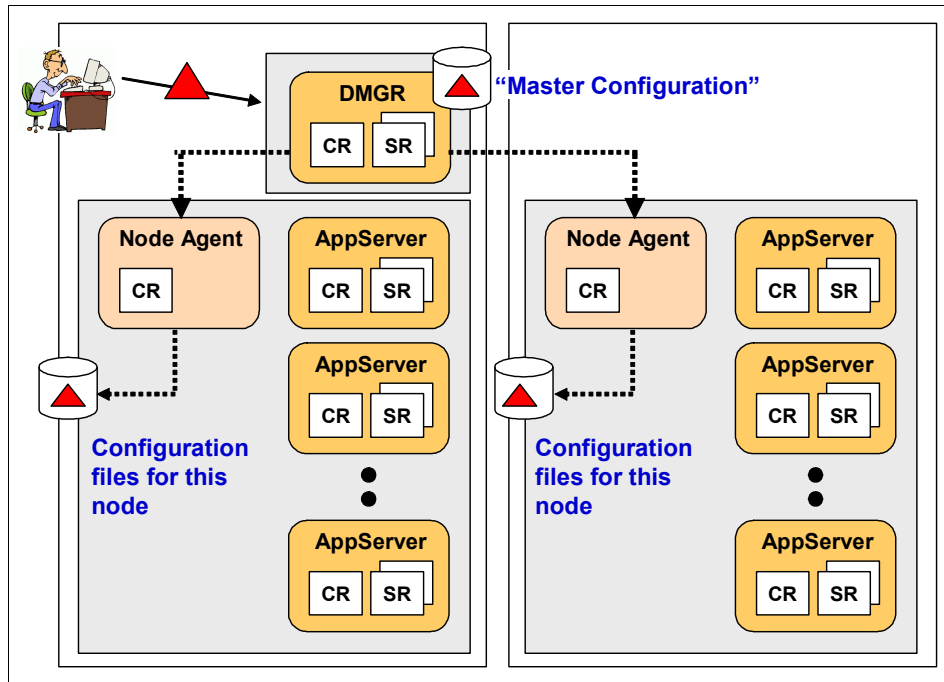 DMGR
CR SR
“Master Configuration”
Node Agent
CR
AppServer
CR SR
AppServer
CR SR
AppServer
CR SR
Configuration
files for this
node
Node Agent
CR
AppServer
CR SR
AppServer
CR SR
AppServer
CR SR
Configuration
files for this
node